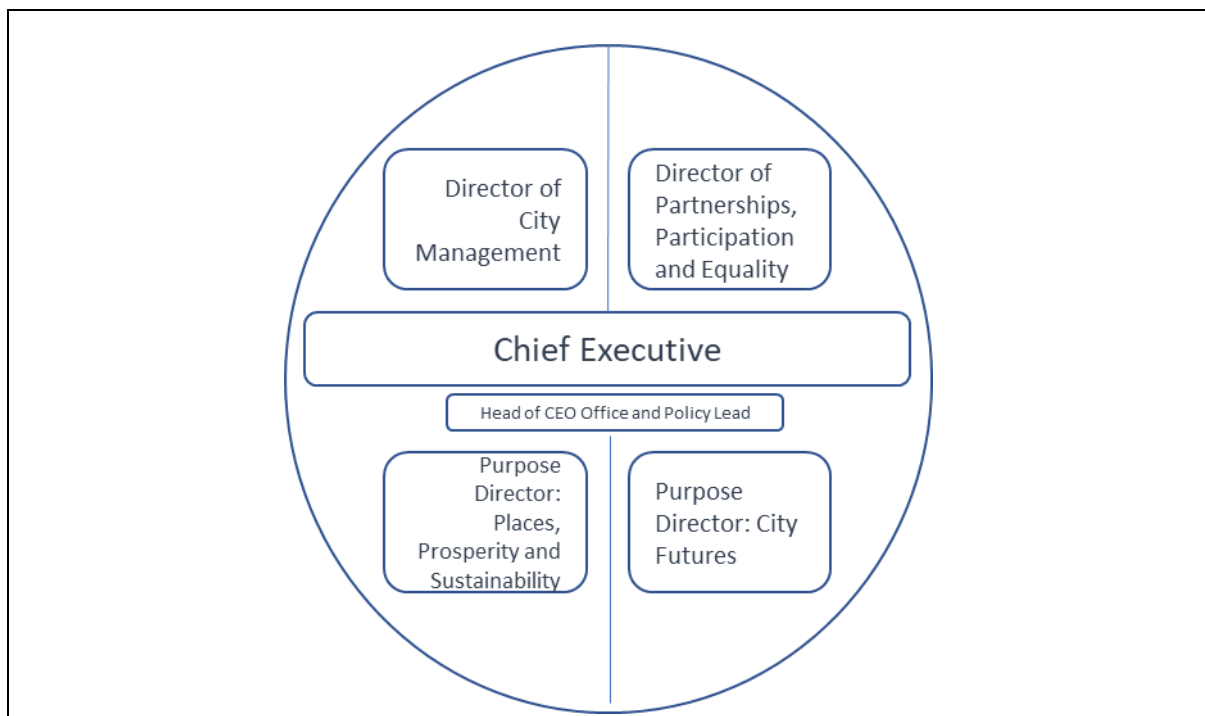 Director of
City
Management
Director of
Partnerships,
Participation
and Equality
Chief Executive
Head of CEO Office and Policy Lead
Purpose
Director:
Places,
Prosperity and
Sustainability
Purpose
Director: City
Futures